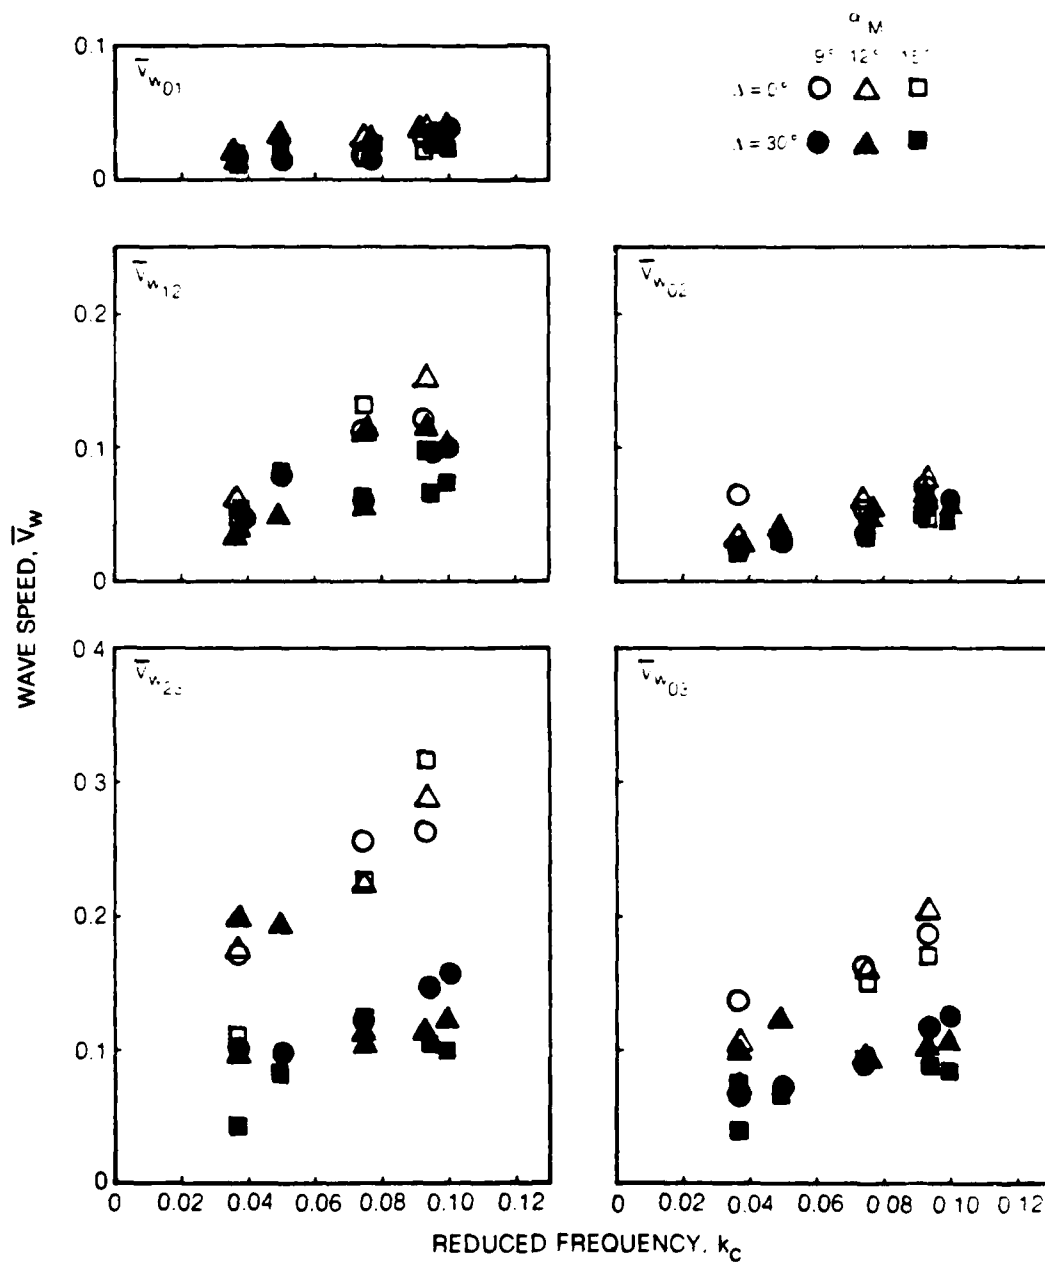 α M
9° 12° 15°
Λ = 0°
Λ = 30°
0.1
V̅w01
0
V̅w12
0.2
0.1
0
V̅w02
WAVE SPEED, V̅w
0 4
V̅w23
0 3
0.2
0.1
0
V̅w03
0 0 02 0.04 0.06 0 08 0.10 0.12
0 0.02 0.04 0.06 0 08 0 10 0 12
REDUCED FREQUENCY, kc